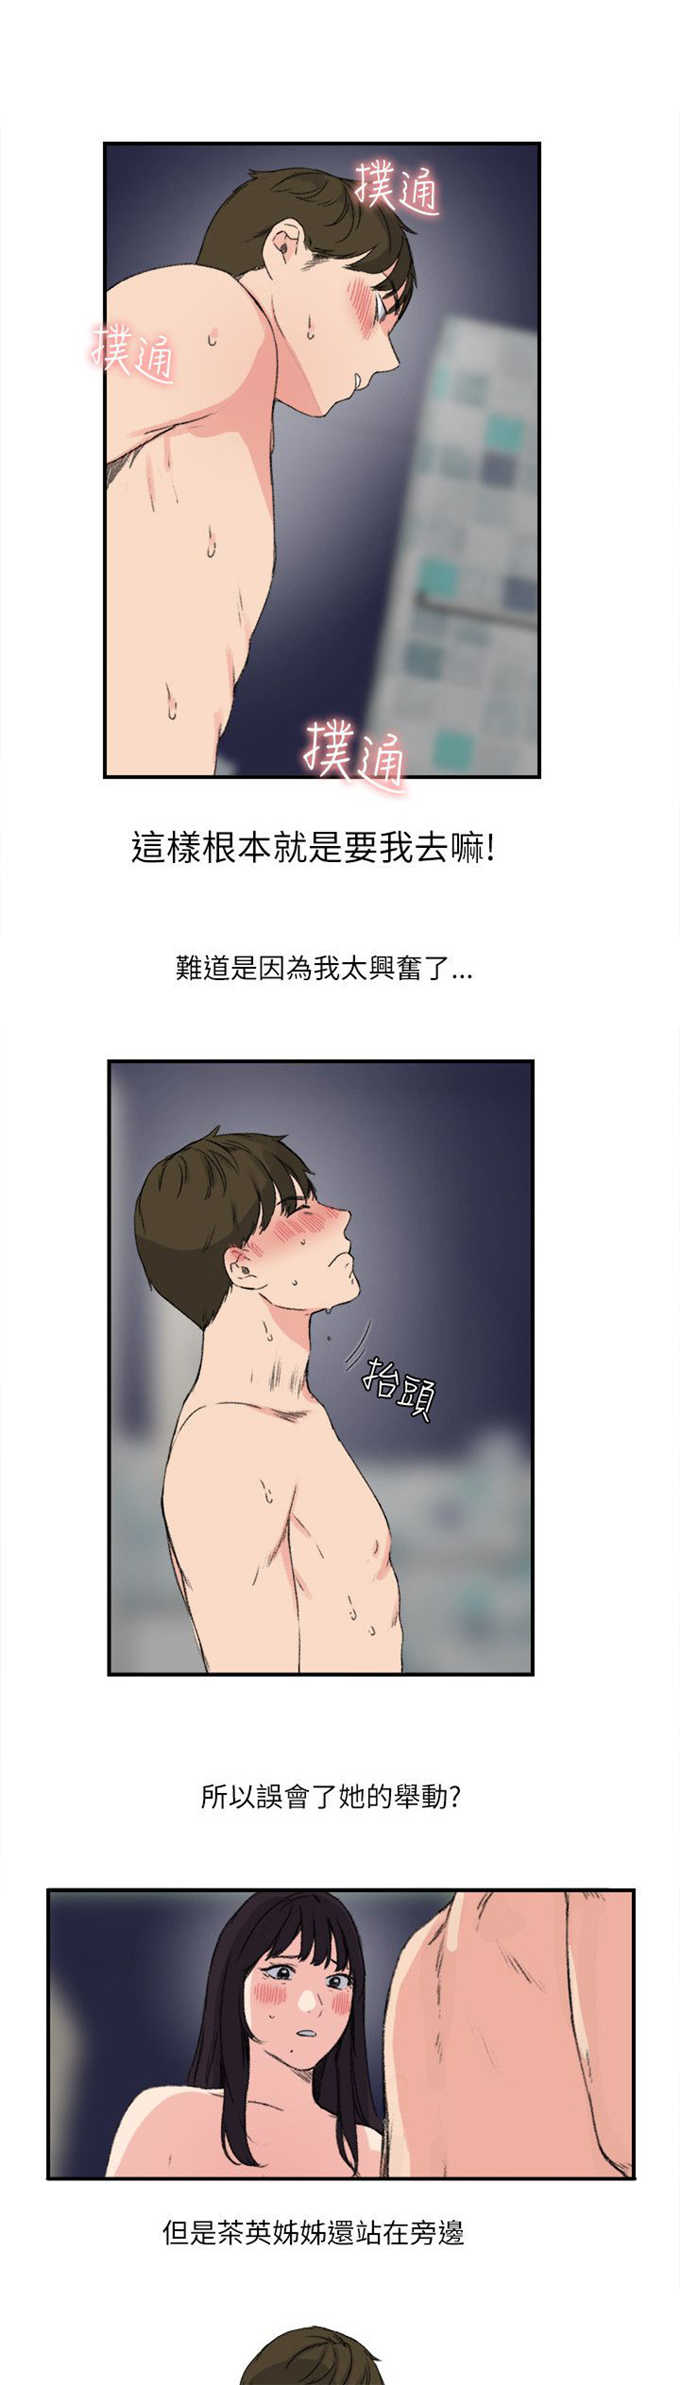 撲通
撲通
撲通
這樣根本就是要我去嘛!
難道是因為我太興奮了...
抬頭
所以誤會了她的舉動?
但是茶英姊姊還站在旁邊